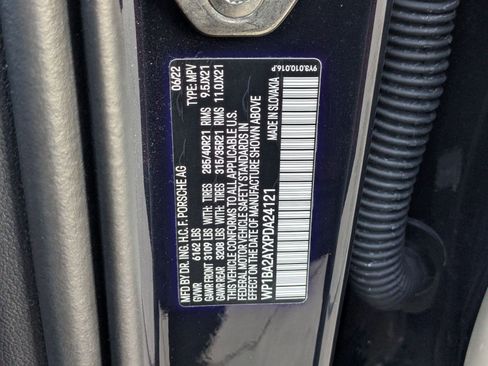 MFD BY DR. ING. H.C. F. PORSCHE AG 06/22
GVWR 6162 LBS TYPE: MPV
GAWR FRONT 3109 LBS WITH: TIRES 285/40R21 RIMS 9.5JX21
GAWR REAR 3208 LBS WITH: TIRES 315/35R21 RIMS 11.0JX21
THIS VEHICLE CONFORMS TO ALL APPLICABLE U.S.
FEDERAL MOTOR VEHICLE SAFETY STANDARDS IN
EFFECT ON THE DATE OF MANUFACTURE SHOWN ABOVE
WP1BA2AYXPDA24121 MADE IN SLOVAKIA
9Y3.010.016.P